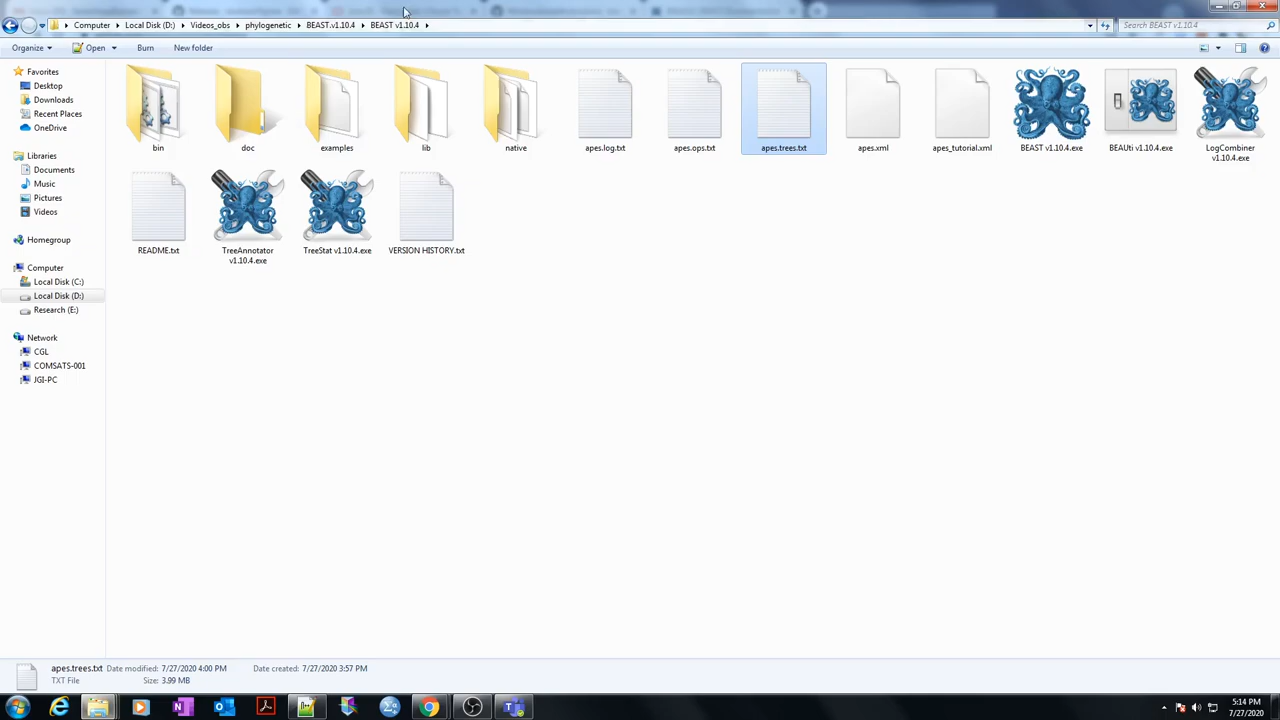 Computer ▸ Local Disk (D:) ▸ Videos_obs ▸ phylogenetic ▸ BEAST.v1.10.4 ▸ BEAST v1.10.4 ▸
Search BEAST v1.10.4
Organize ▾ Open ▾ Burn New folder
Favorites
Desktop
Downloads
Recent Places
OneDrive
Libraries
Documents
Music
Pictures
Videos
Homegroup
Computer
Local Disk (C:)
Local Disk (D:)
Research (E:)
Network
CGL
COMSATS-001
JGI-PC
bin
doc
examples
lib
native
apes.log.txt
apes.ops.txt
apes.trees.txt
apes.xml
apes_tutorial.xml
BEAST v1.10.4.exe
BEAUti v1.10.4.exe
LogCombiner
v1.10.4.exe
README.txt
TreeAnnotator
v1.10.4.exe
TreeStat v1.10.4.exe
VERSION HISTORY.txt
apes.trees.txt Date modified: 7/27/2020 4:00 PM Date created: 7/27/2020 3:57 PM
TXT File Size: 3.99 MB
5:14 PM
7/27/2020